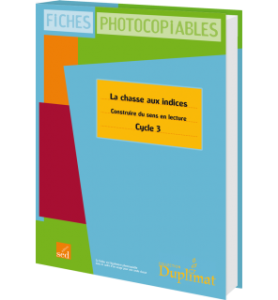 FICHES PHOTOCOPIABLES
La chasse aux indices
Construire du sens en lecture
Cycle 3
sed
Duplimat